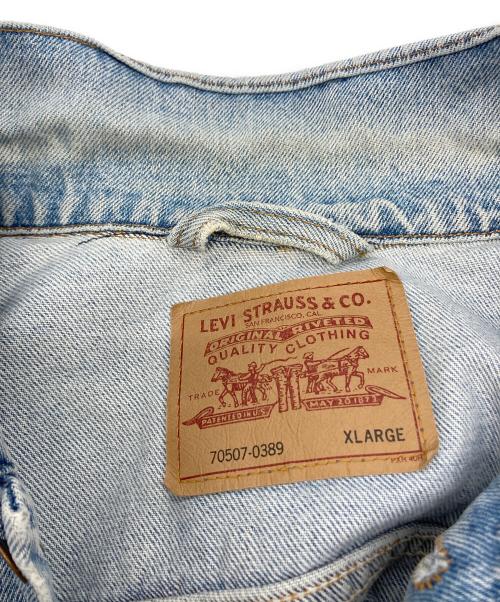 LEVI STRAUSS & CO.
SAN FRANCISCO, CAL.
ORIGINAL RIVETED
QUALITY CLOTHING
TRADE MARK
PATENTED IN U.S. MAY 20 1873
70507-0389 XLARGE